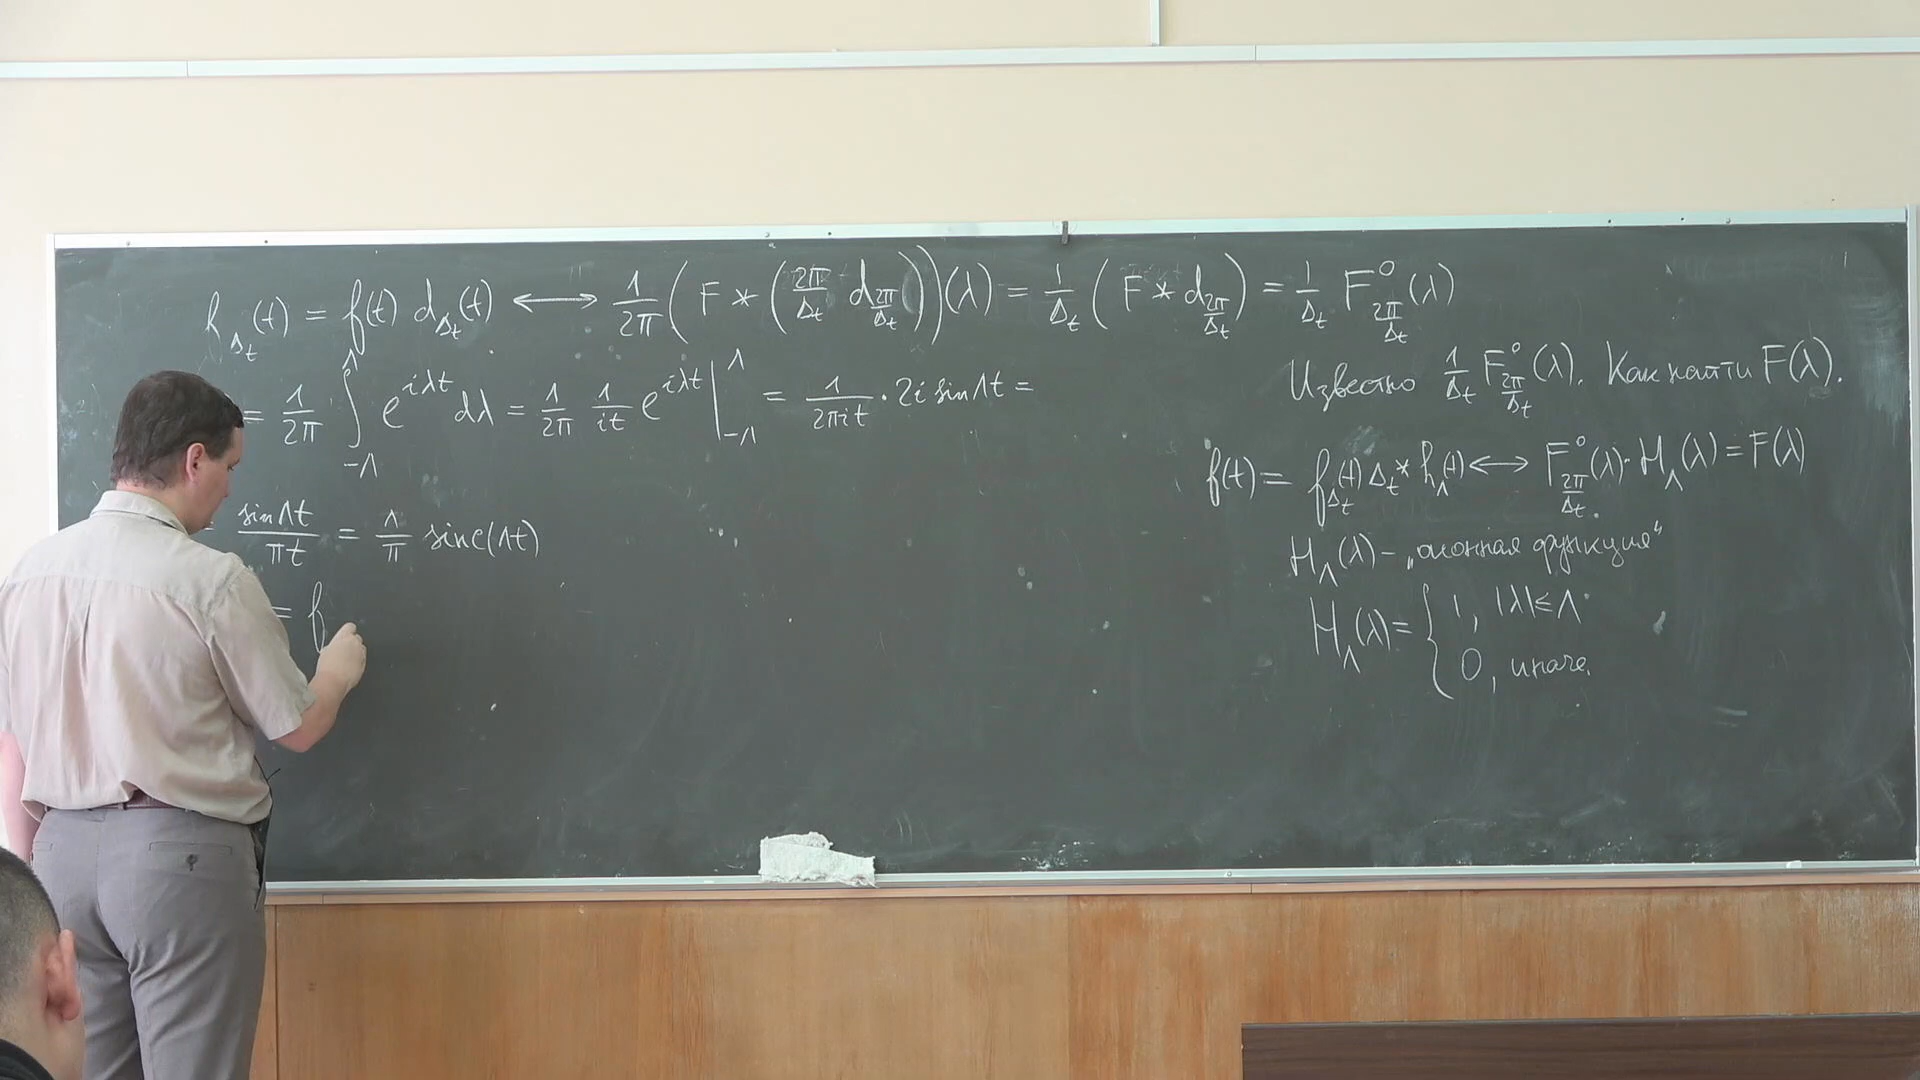 h_{Δt}(t) = f(t) d_{Δt}(t) ⟷ 1/2π (F * (2π/Δt d_{2π/Δt}))(λ) = 1/Δt (F * d_{2π/Δt}) = 1/Δt F°_{2π/Δt}(λ)
= 1/2π ∫_{-Λ}^{Λ} e^{iλt} dλ = 1/2π 1/it e^{iλt} |_{-Λ}^{Λ} = 1/2πit · 2i sin Λt =
= sin Λt/πt = Λ/π sinc(Λt)
= f
Известно 1/Δt F°_{2π/Δt}(λ). Как найти F(λ).
f(t) = f_{Δt}(t) Δt * h_Λ(t) ⟷ F°_{2π/Δt}(λ) · H_Λ(λ) = F(λ)
H_Λ(λ) – „оконная функция“
H_Λ(λ) = { 1, |λ| ≤ Λ
0, иначе.